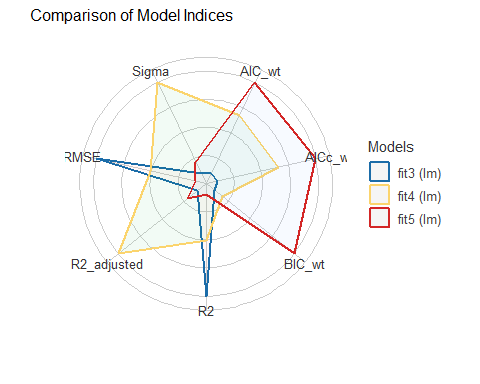 Comparison of Model Indices
Sigma
AIC_wt
RMSE
AICc_w
R2_adjusted
BIC_wt
R2
Models
fit3 (lm)
fit4 (lm)
fit5 (lm)